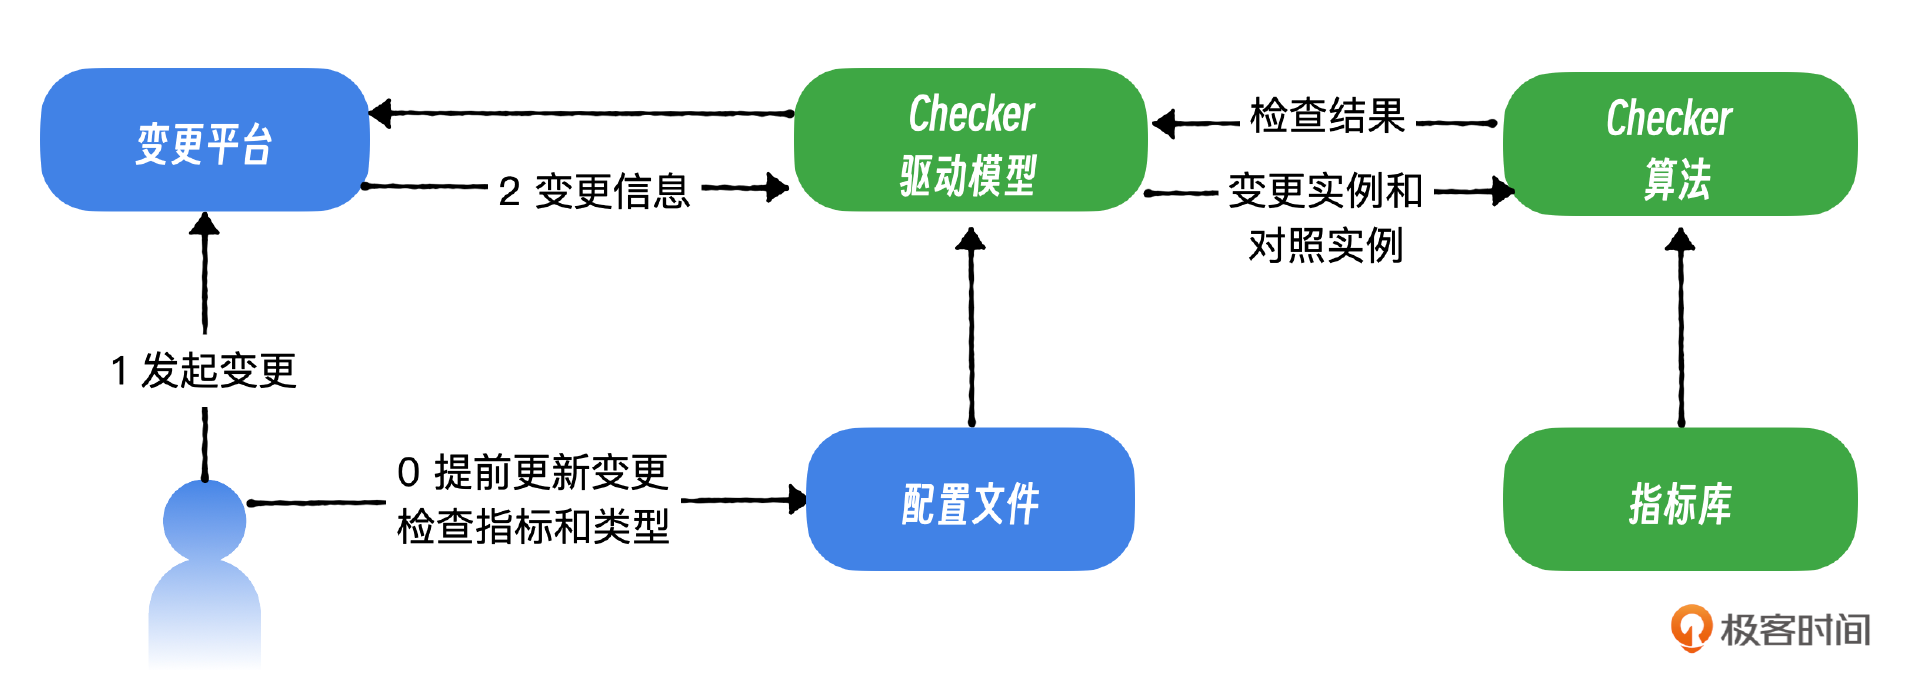 变更平台
Checker
驱动模型
检查结果
Checker
算法
2 变更信息
变更实例和
对照实例
1 发起变更
0 提前更新变更
检查指标和类型
配置文件
指标库
极客时间